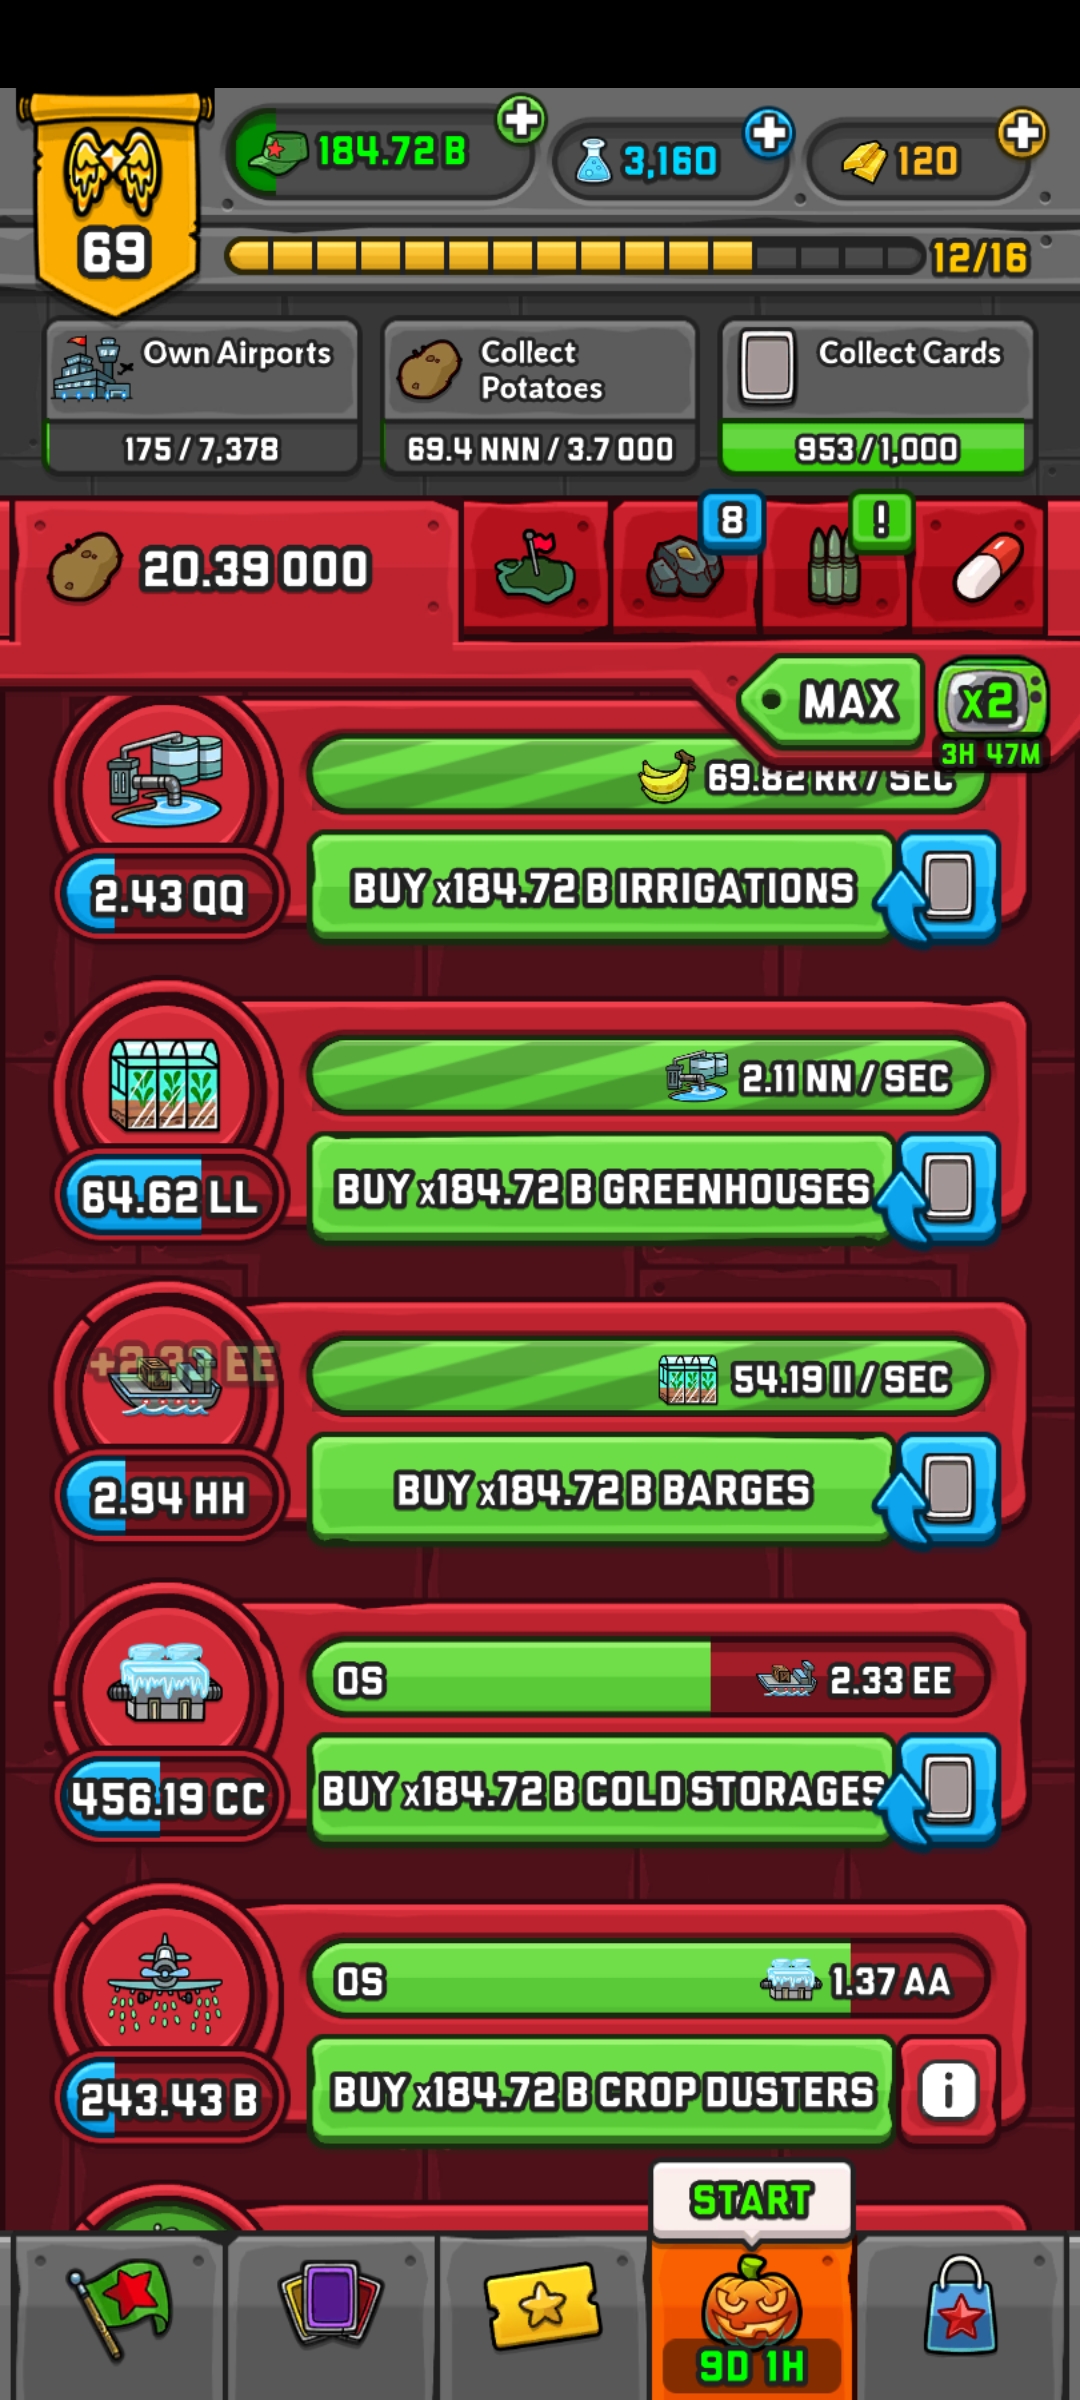 184.72 B
3,160
120
69
12/16
Own Airports
175 / 7,378
Collect
Potatoes
69.4 NNN / 3.7 OOO
Collect Cards
953 / 1,000
20.39 OOO
8
!
MAX
x2
3H 47M
69.82 RR / SEC
2.43 QQ
BUY x184.72 B IRRIGATIONS
2.11 NN / SEC
64.62 LL
BUY x184.72 B GREENHOUSES
+2.33 EE
54.19 II / SEC
2.94 HH
BUY x184.72 B BARGES
0S
2.33 EE
456.19 CC
BUY x184.72 B COLD STORAGES
0S
1.37 AA
243.43 B
BUY x184.72 B CROP DUSTERS
i
START
9D 1H